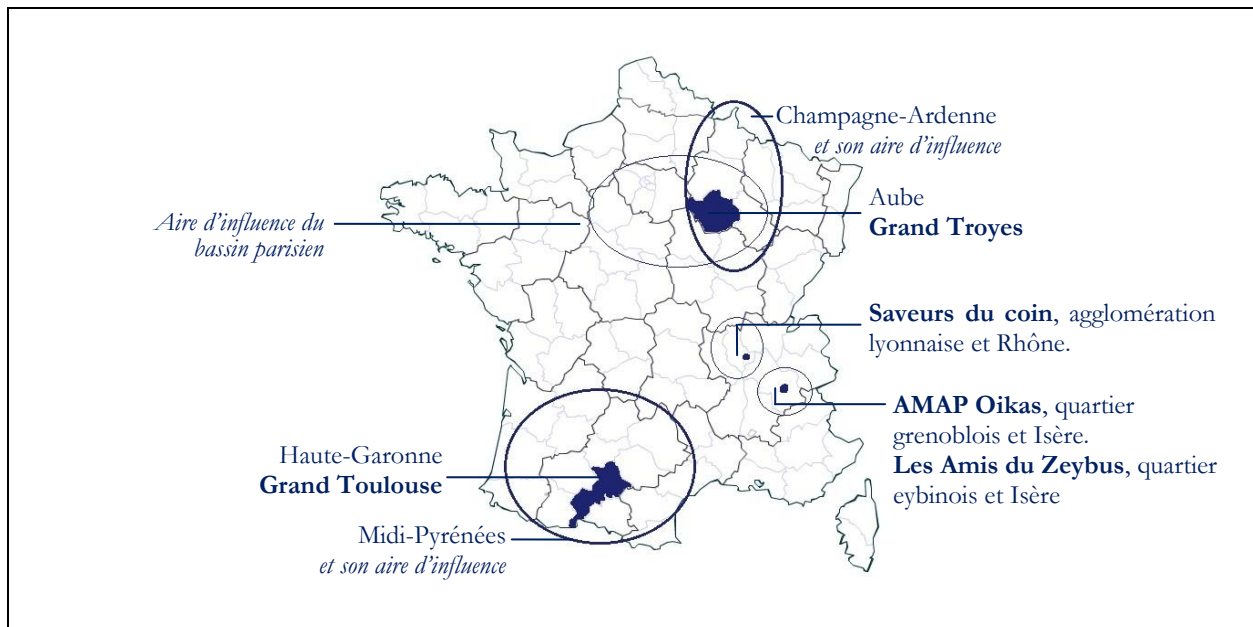 Champagne-Ardenne
et son aire d'influence
Aube
Grand Troyes
Aire d'influence du
bassin parisien
Saveurs du coin, agglomération
lyonnaise et Rhône.
AMAP Oikas, quartier
grenoblois et Isère.
Les Amis du Zeybus, quartier
eybinois et Isère
Haute-Garonne
Grand Toulouse
Midi-Pyrénées
et son aire d'influence